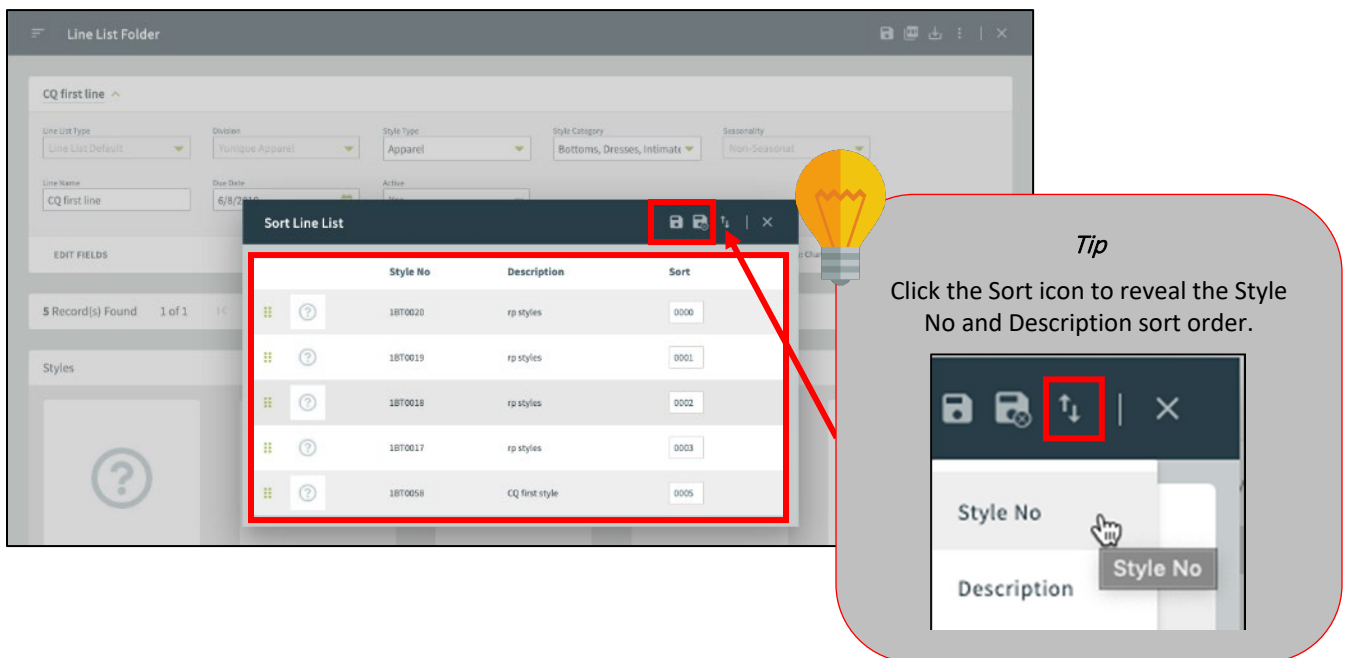 Line List Folder
CQ first line
Line List Type
Division
Style Type
Style Category
Seasonality
Line List Default
Yunique Apparel
Apparel
Bottoms, Dresses, Intimate
Non-Seasonal
Line Name
Due Date
Active
CQ first line
Sort Line List
EDIT FIELDS
Style No Description Sort
5 Record(s) Found 1 of 1
1BT0020 rp styles 0000
Styles
1BT0019 rp styles 0001
1BT0018 rp styles 0002
1BT0017 rp styles 0003
1BT0058 CQ first style 0005
Tip
Click the Sort icon to reveal the Style
No and Description sort order.
Style No
Style No
Description